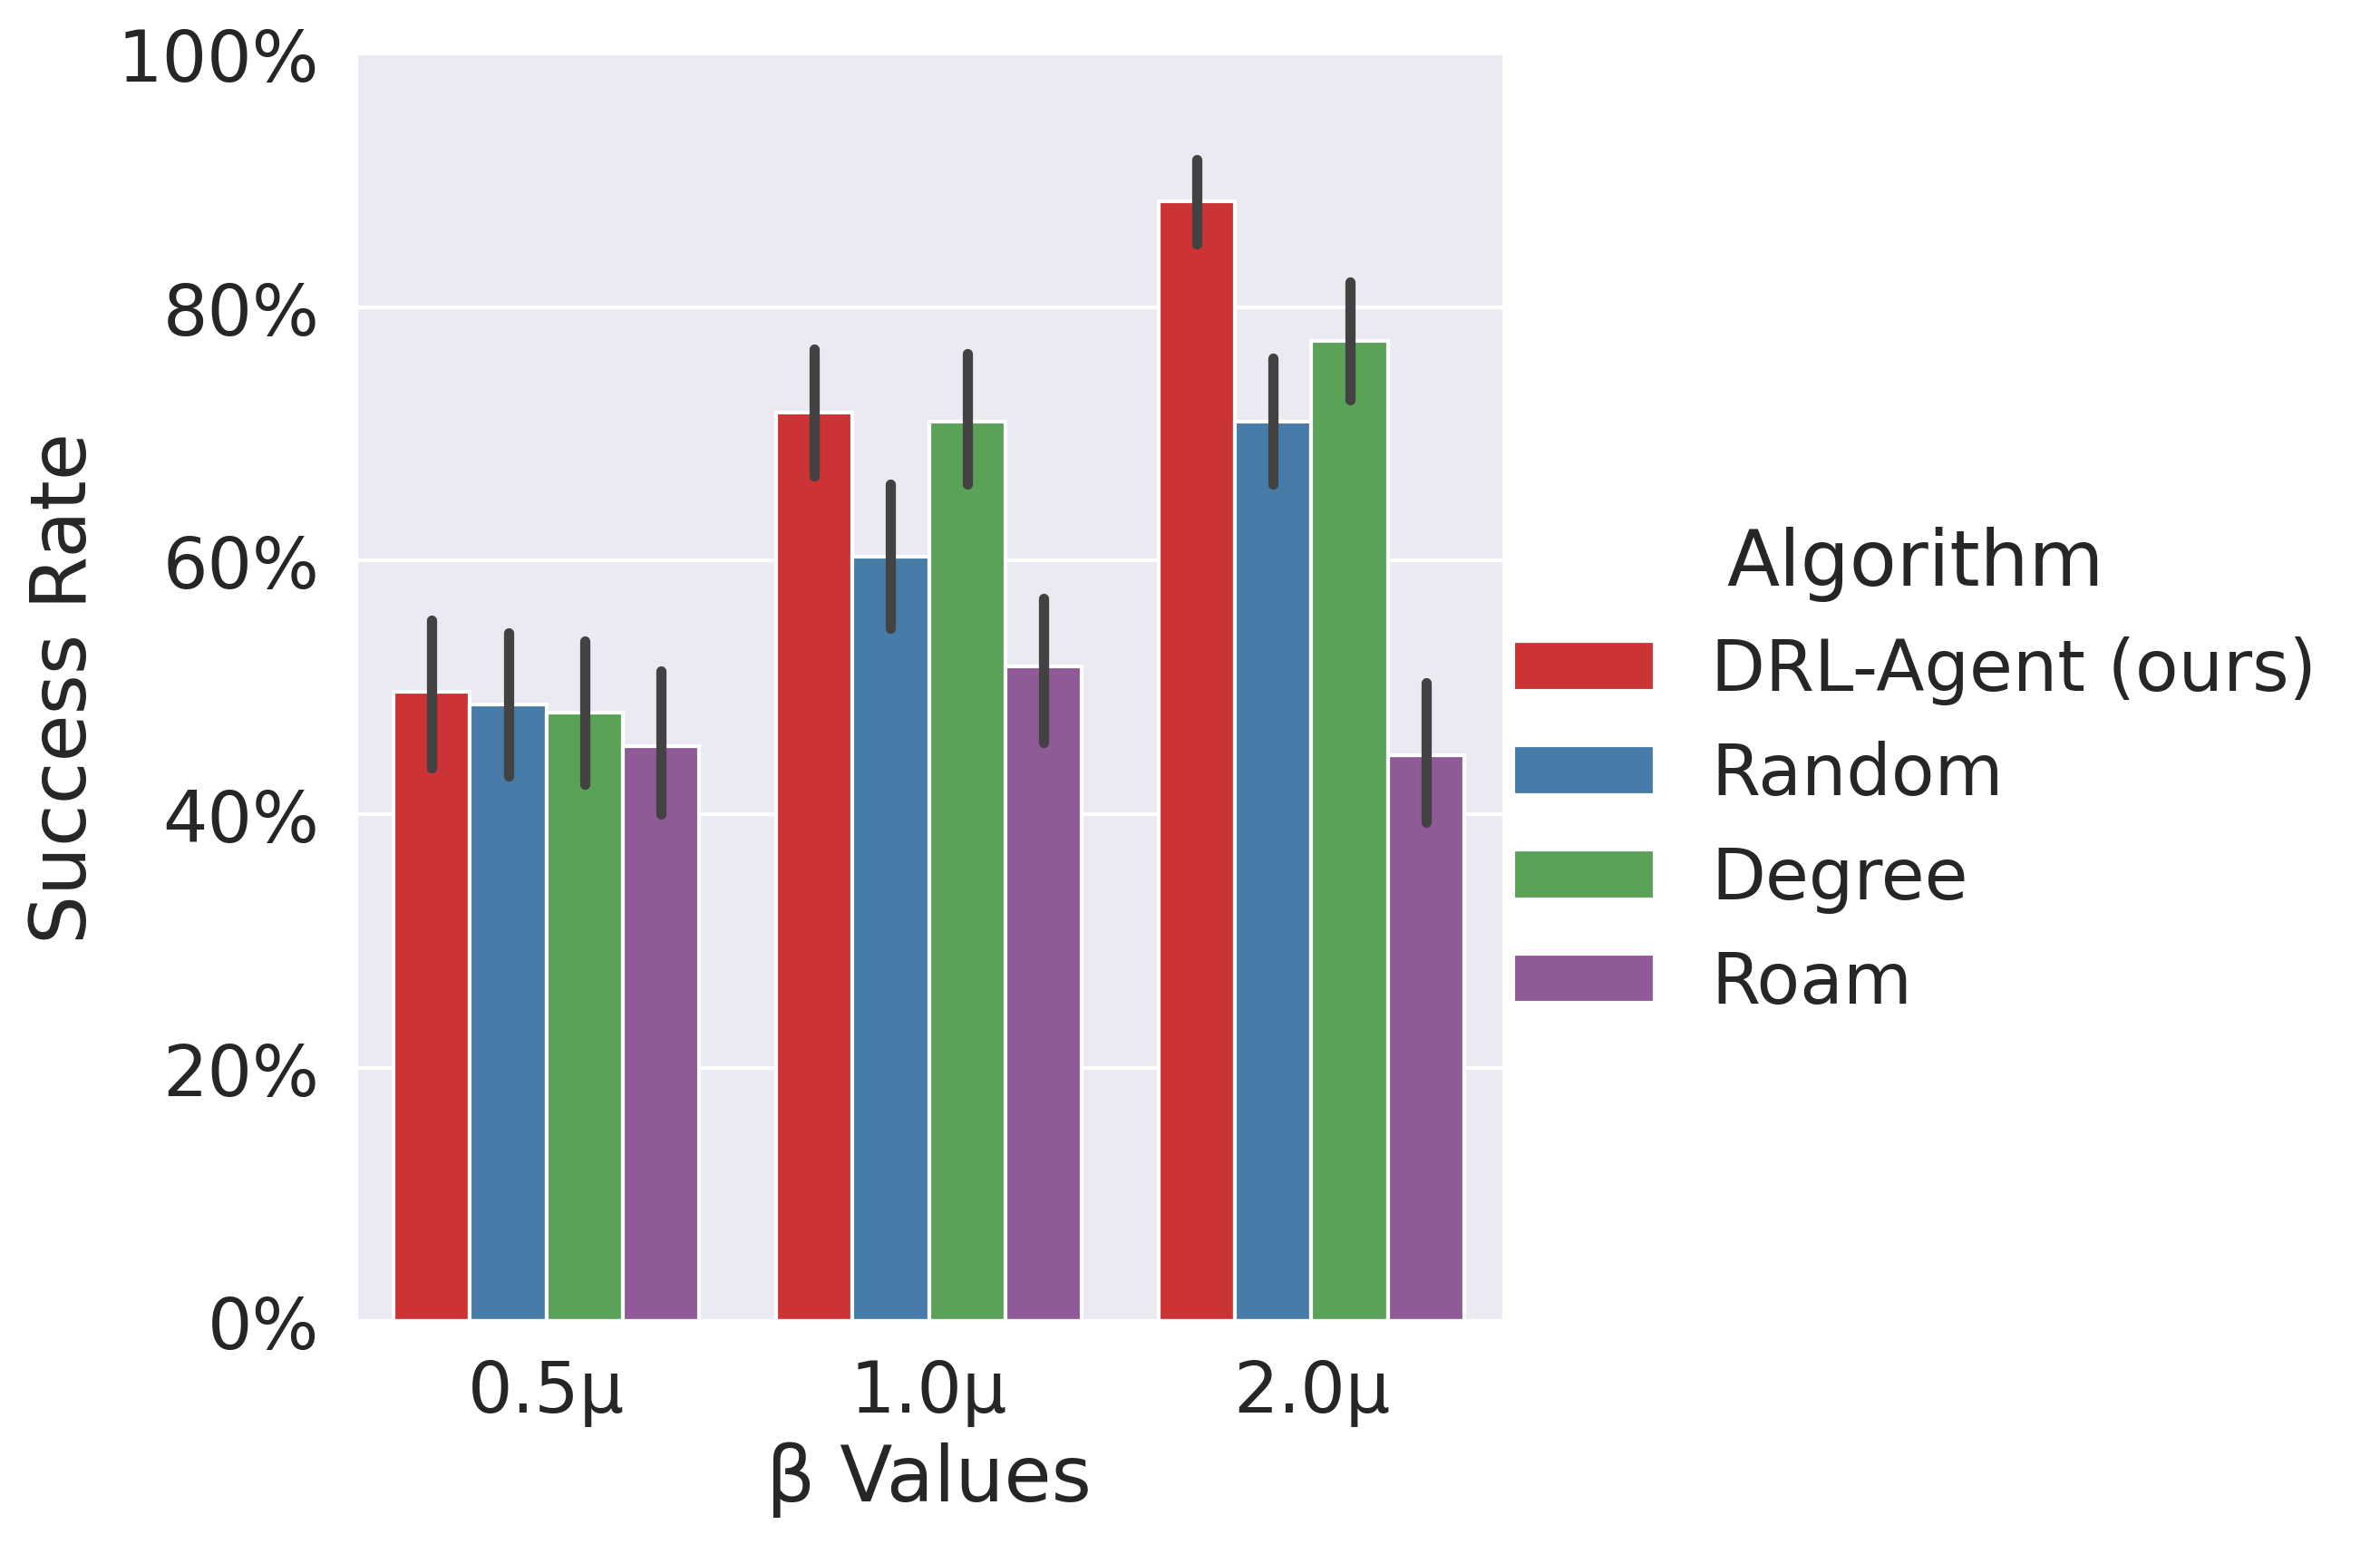 100%
80%
60%
40%
20%
0%
Success Rate
0.5µ 1.0µ 2.0µ
β Values
Algorithm
DRL-Agent (ours)
Random
Degree
Roam